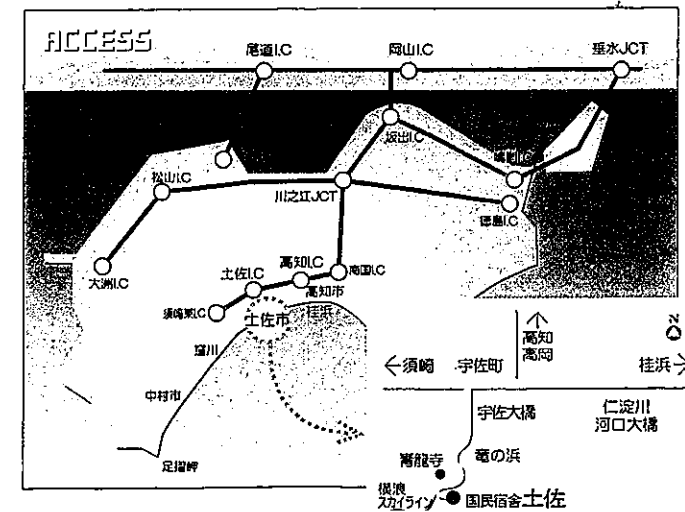 ACCESS
尾道I.C
岡山I.C
垂水JCT
坂出I.C
鳴門I.C
松山I.C
川之江JCT
徳島I.C
大洲I.C
土佐I.C
高知I.C
南国I.C
高知市
須崎東I.C
土佐市
桂浜
窪川
中村市
足摺岬
N
高知
高岡
←須崎
宇佐町
桂浜→
宇佐大橋
仁淀川
河口大橋
青龍寺
竜の浜
横浪
スカイライン
国民宿舎土佐